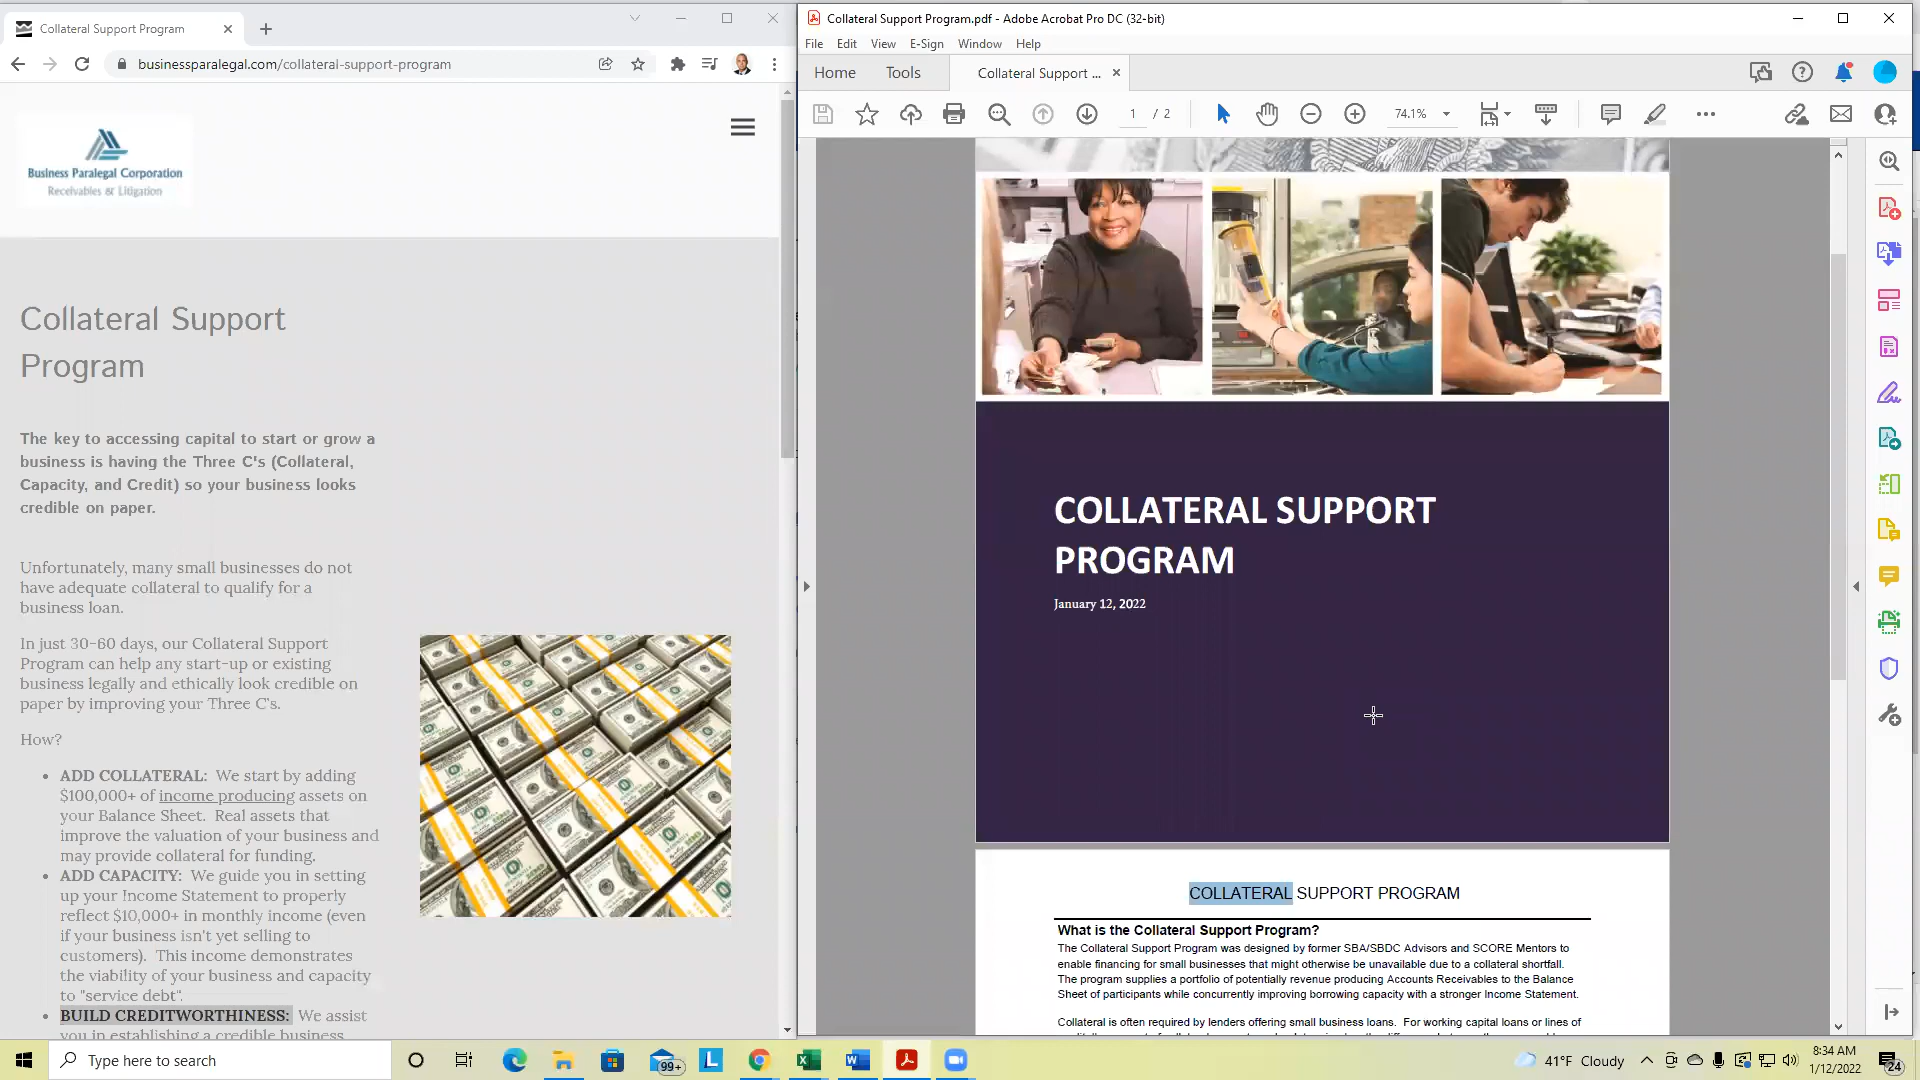 Collateral Support Program
businessparalegal.com/collateral-support-program
Business Paralegal Corporation
Receivables & Litigation
Collateral Support
Program
The key to accessing capital to start or grow a
business is having the Three C's (Collateral,
Capacity, and Credit) so your business looks
credible on paper.
Unfortunately, many small businesses do not
have adequate collateral to qualify for a
business loan.
In just 30-60 days, our Collateral Support
Program can help any start-up or existing
business legally and ethically look credible on
paper by improving your Three C's.
How?
ADD COLLATERAL: We start by adding
$100,000+ of income producing assets on
your Balance Sheet. Real assets that
improve the valuation of your business and
may provide collateral for funding.
ADD CAPACITY: We guide you in setting
up your Income Statement to properly
reflect $10,000+ in monthly income (even
if your business isn't yet selling to
customers). This income demonstrates
the viability of your business and capacity
to "service debt".
BUILD CREDITWORTHINESS: We assist
you in establishing a credible business
Collateral Support Program.pdf - Adobe Acrobat Pro DC (32-bit)
File Edit View E-Sign Window Help
Home Tools Collateral Support ...
1 / 2 74.1%
COLLATERAL SUPPORT
PROGRAM
January 12, 2022
COLLATERAL SUPPORT PROGRAM
What is the Collateral Support Program?
The Collateral Support Program was designed by former SBA/SBDC Advisors and SCORE Mentors to
enable financing for small businesses that might otherwise be unavailable due to a collateral shortfall.
The program supplies a portfolio of potentially revenue producing Accounts Receivables to the Balance
Sheet of participants while concurrently improving borrowing capacity with a stronger Income Statement.
Collateral is often required by lenders offering small business loans. For working capital loans or lines of
Type here to search
99+
41°F Cloudy
8:34 AM
1/12/2022
24